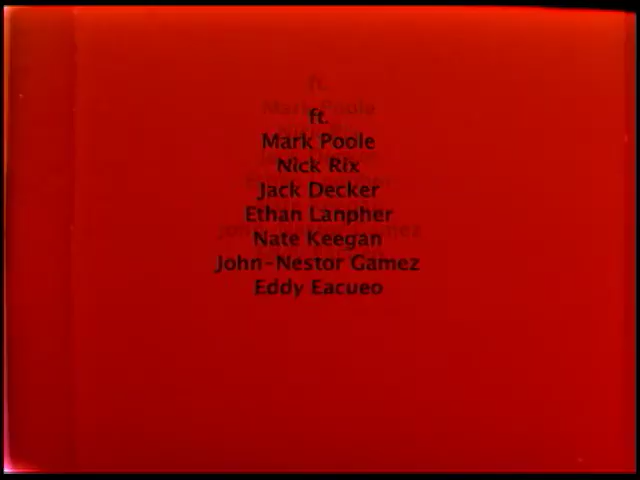 ft.
Mark Poole
Nick Rix
Jack Decker
Ethan Lanpher
Nate Keegan
John-Nestor Gamez
Eddy Eacueo